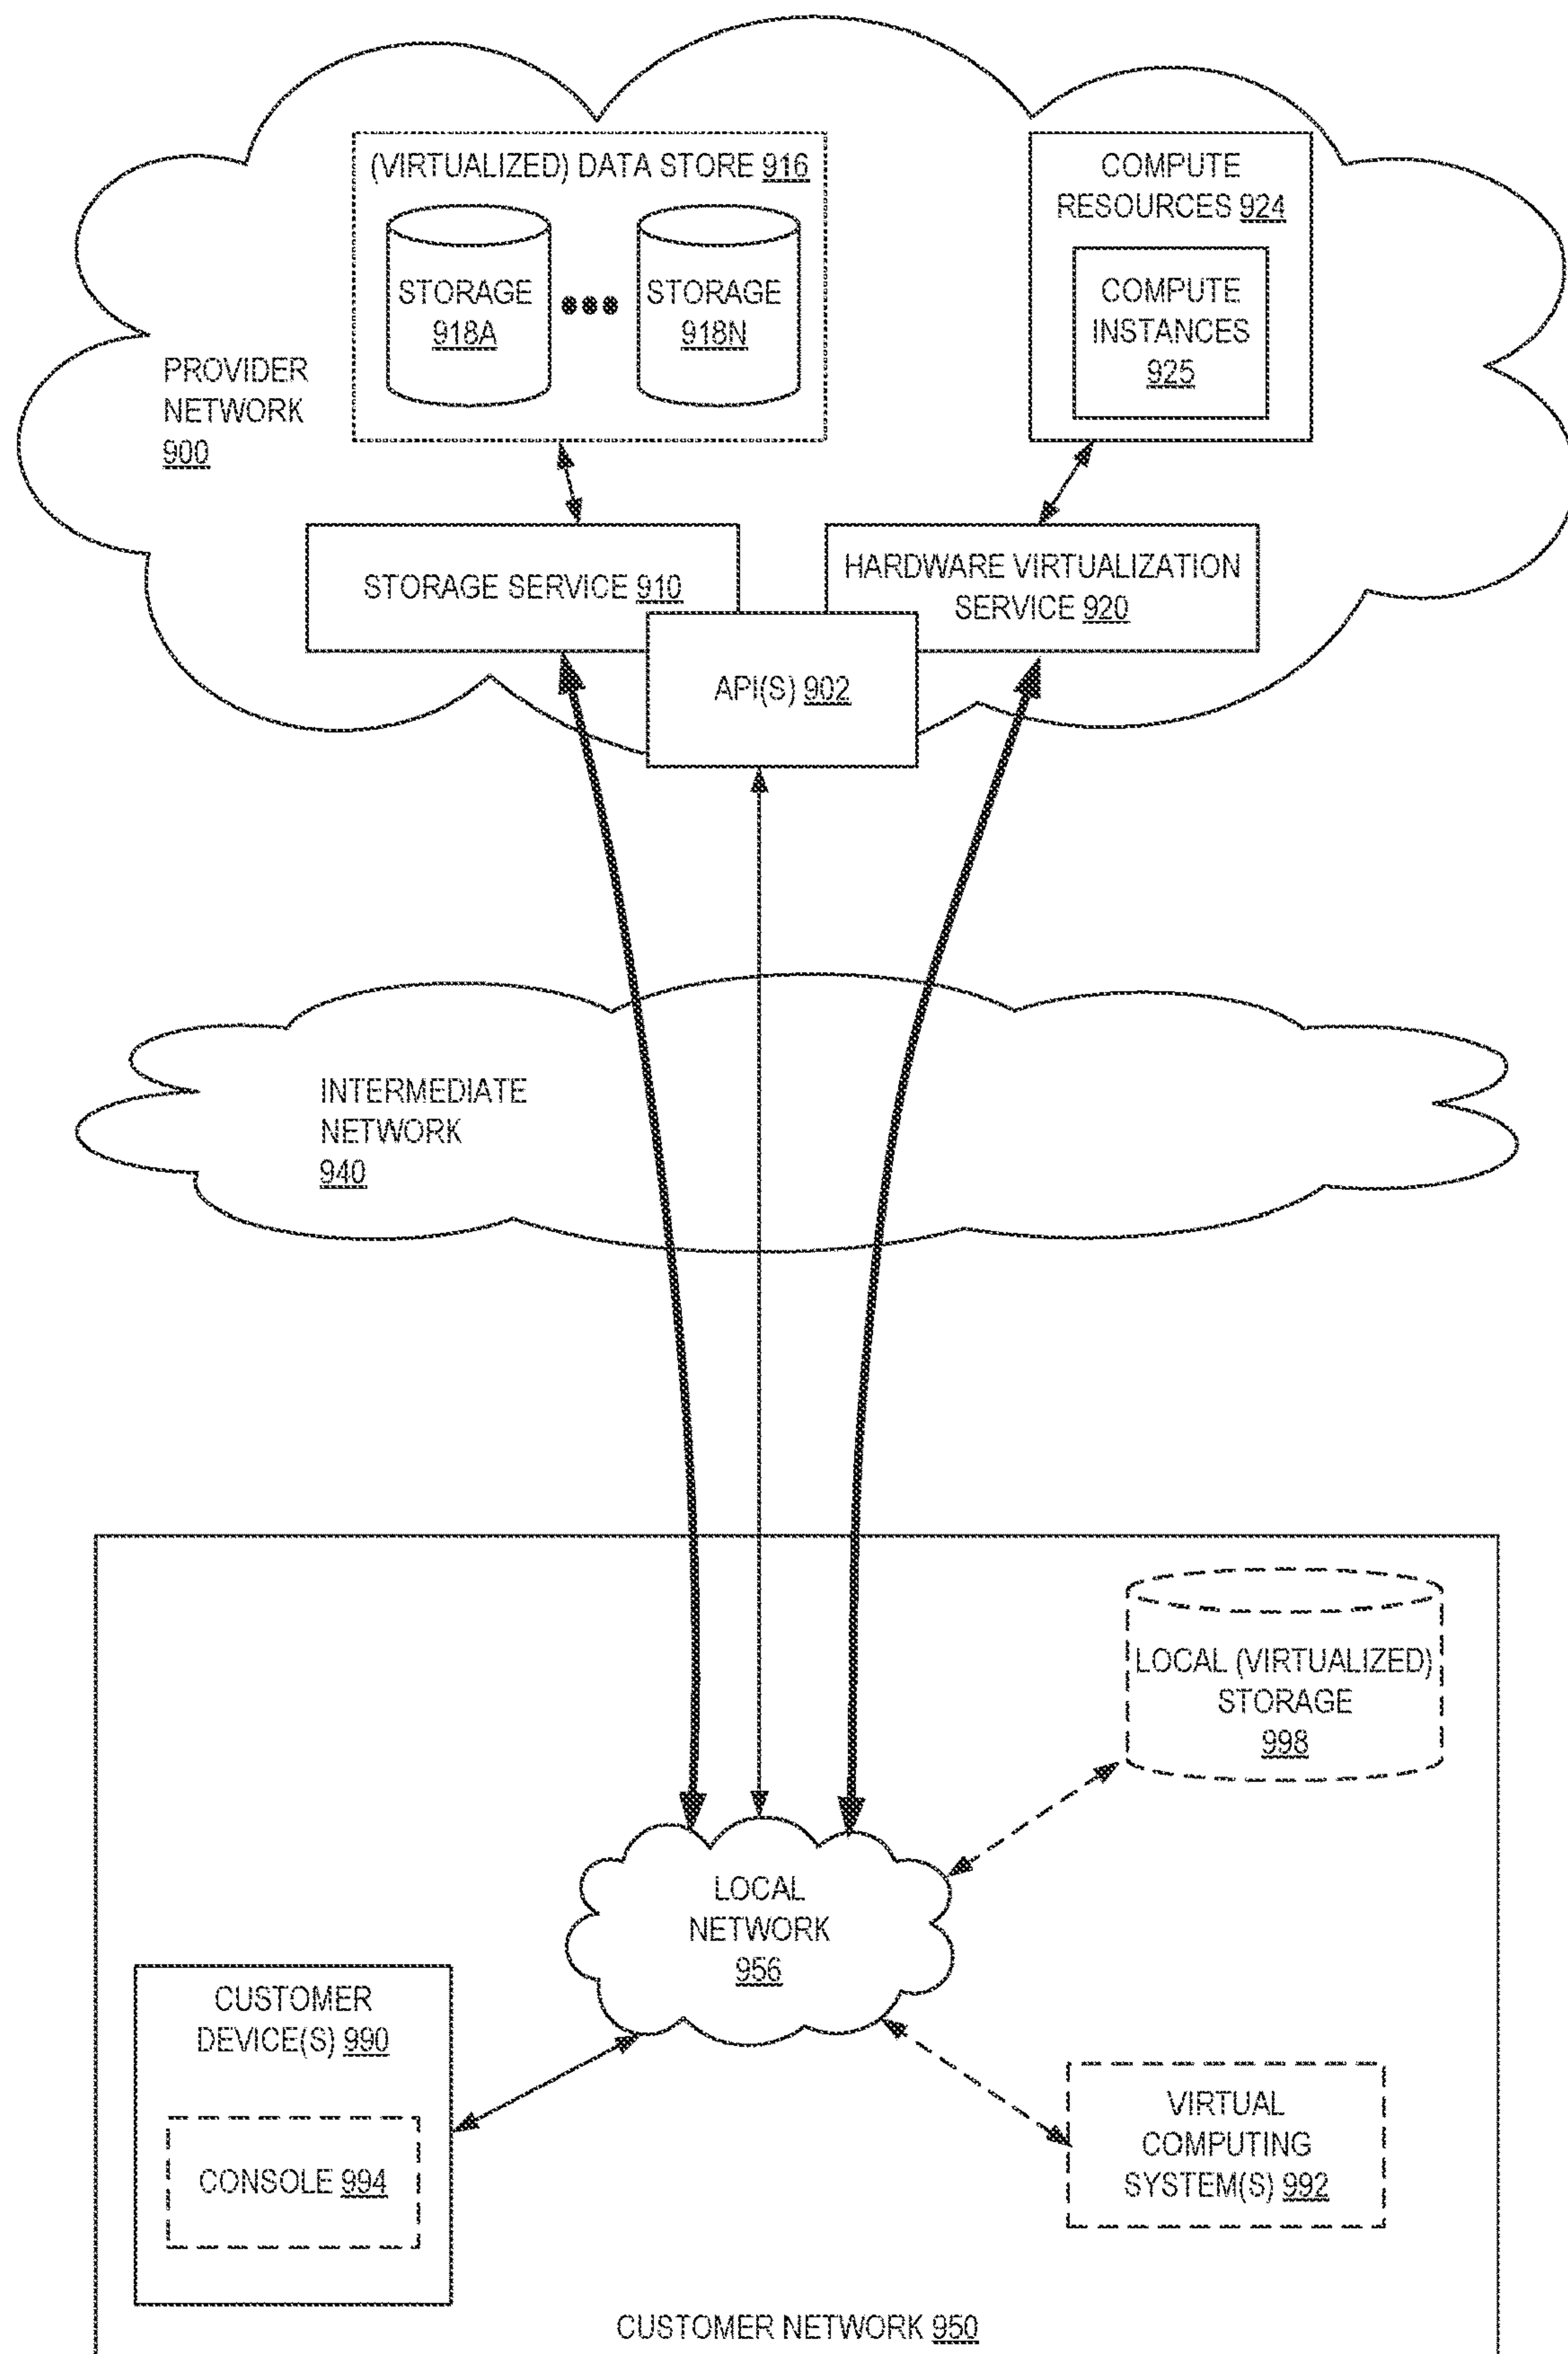 (VIRTUALIZED) DATA STORE 916
STORAGE
918A
STORAGE
918N
COMPUTE
RESOURCES 924
COMPUTE
INSTANCES
925
PROVIDER
NETWORK
900
STORAGE SERVICE 910
HARDWARE VIRTUALIZATION
SERVICE 920
API(S) 902
INTERMEDIATE
NETWORK
940
LOCAL (VIRTUALIZED)
STORAGE
998
LOCAL
NETWORK
956
CUSTOMER
DEVICE(S) 990
CONSOLE 994
VIRTUAL
COMPUTING
SYSTEM(S) 992
CUSTOMER NETWORK 950